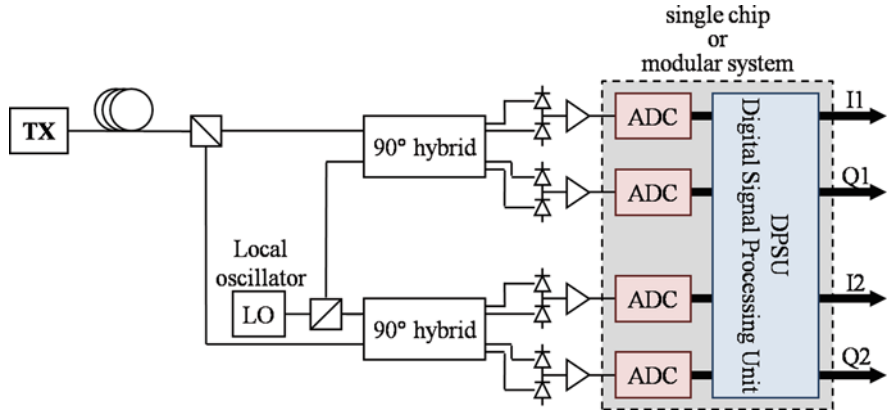 single chip
or
modular system
TX
90° hybrid
ADC
I1
ADC
Q1
Local
oscillator
LO
90° hybrid
ADC
I2
ADC
Q2
DPSU
Digital Signal Processing Unit